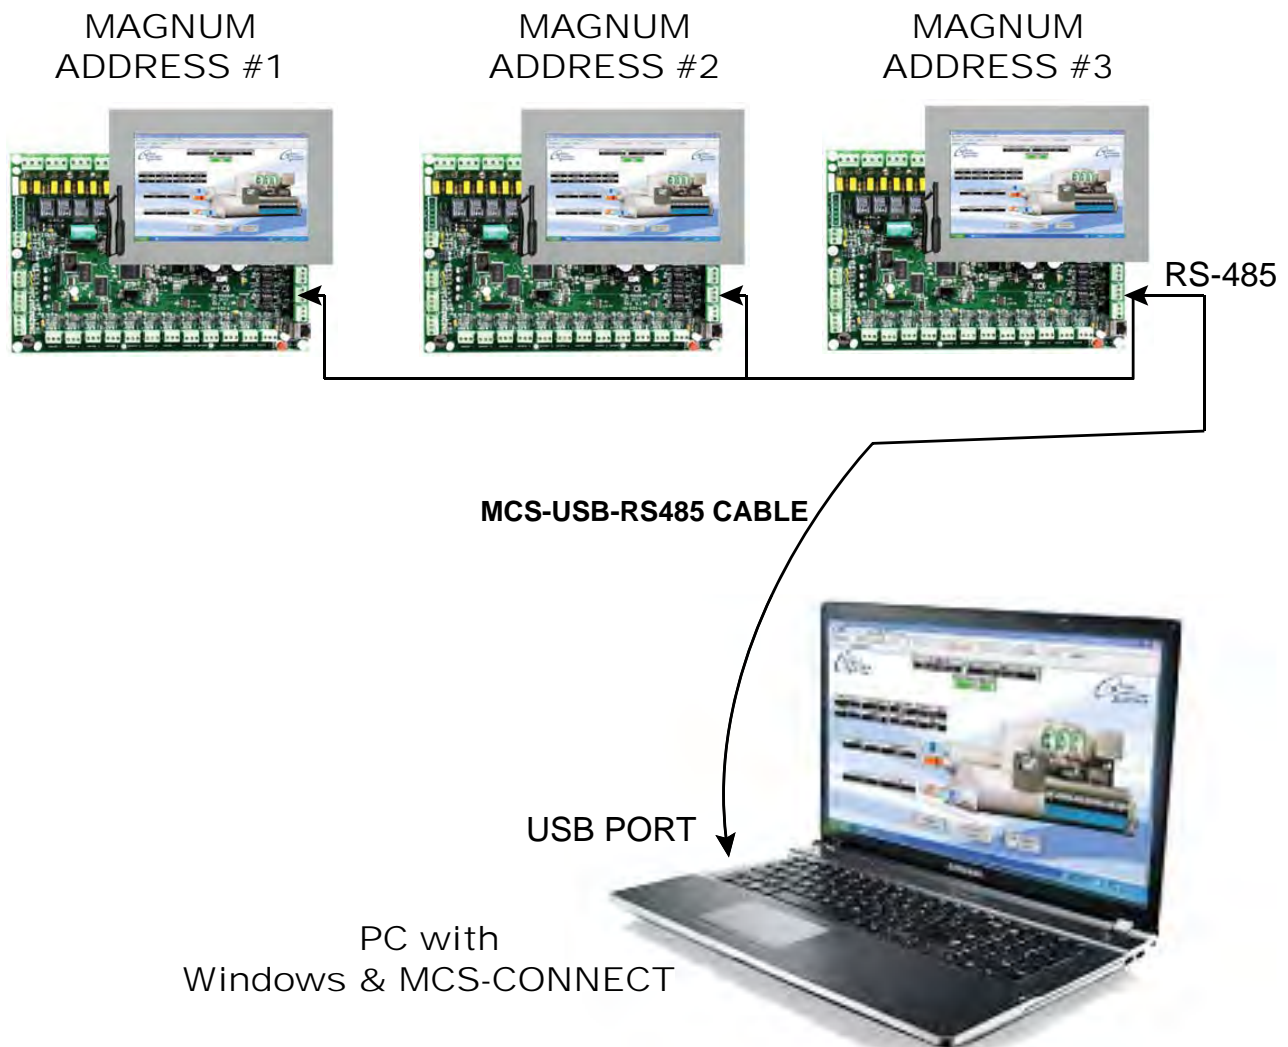 MAGNUM
ADDRESS #1
MAGNUM
ADDRESS #2
MAGNUM
ADDRESS #3
RS-485
MCS-USB-RS485 CABLE
USB PORT
PC with
Windows & MCS-CONNECT